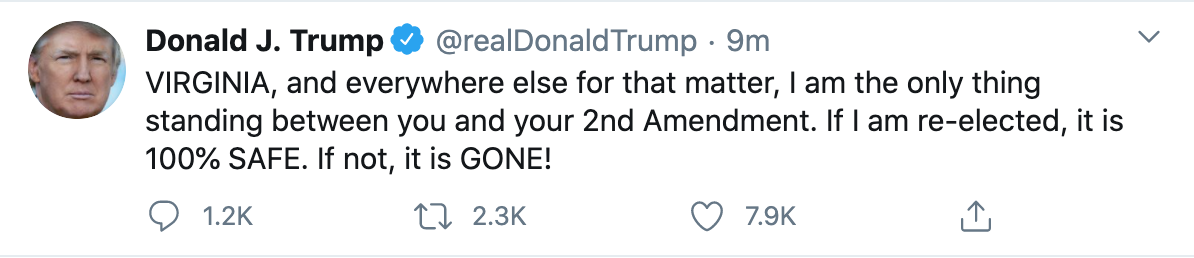 Donald J. Trump @realDonaldTrump · 9m
VIRGINIA, and everywhere else for that matter, I am the only thing
standing between you and your 2nd Amendment. If I am re-elected, it is
100% SAFE. If not, it is GONE!
1.2K 2.3K 7.9K